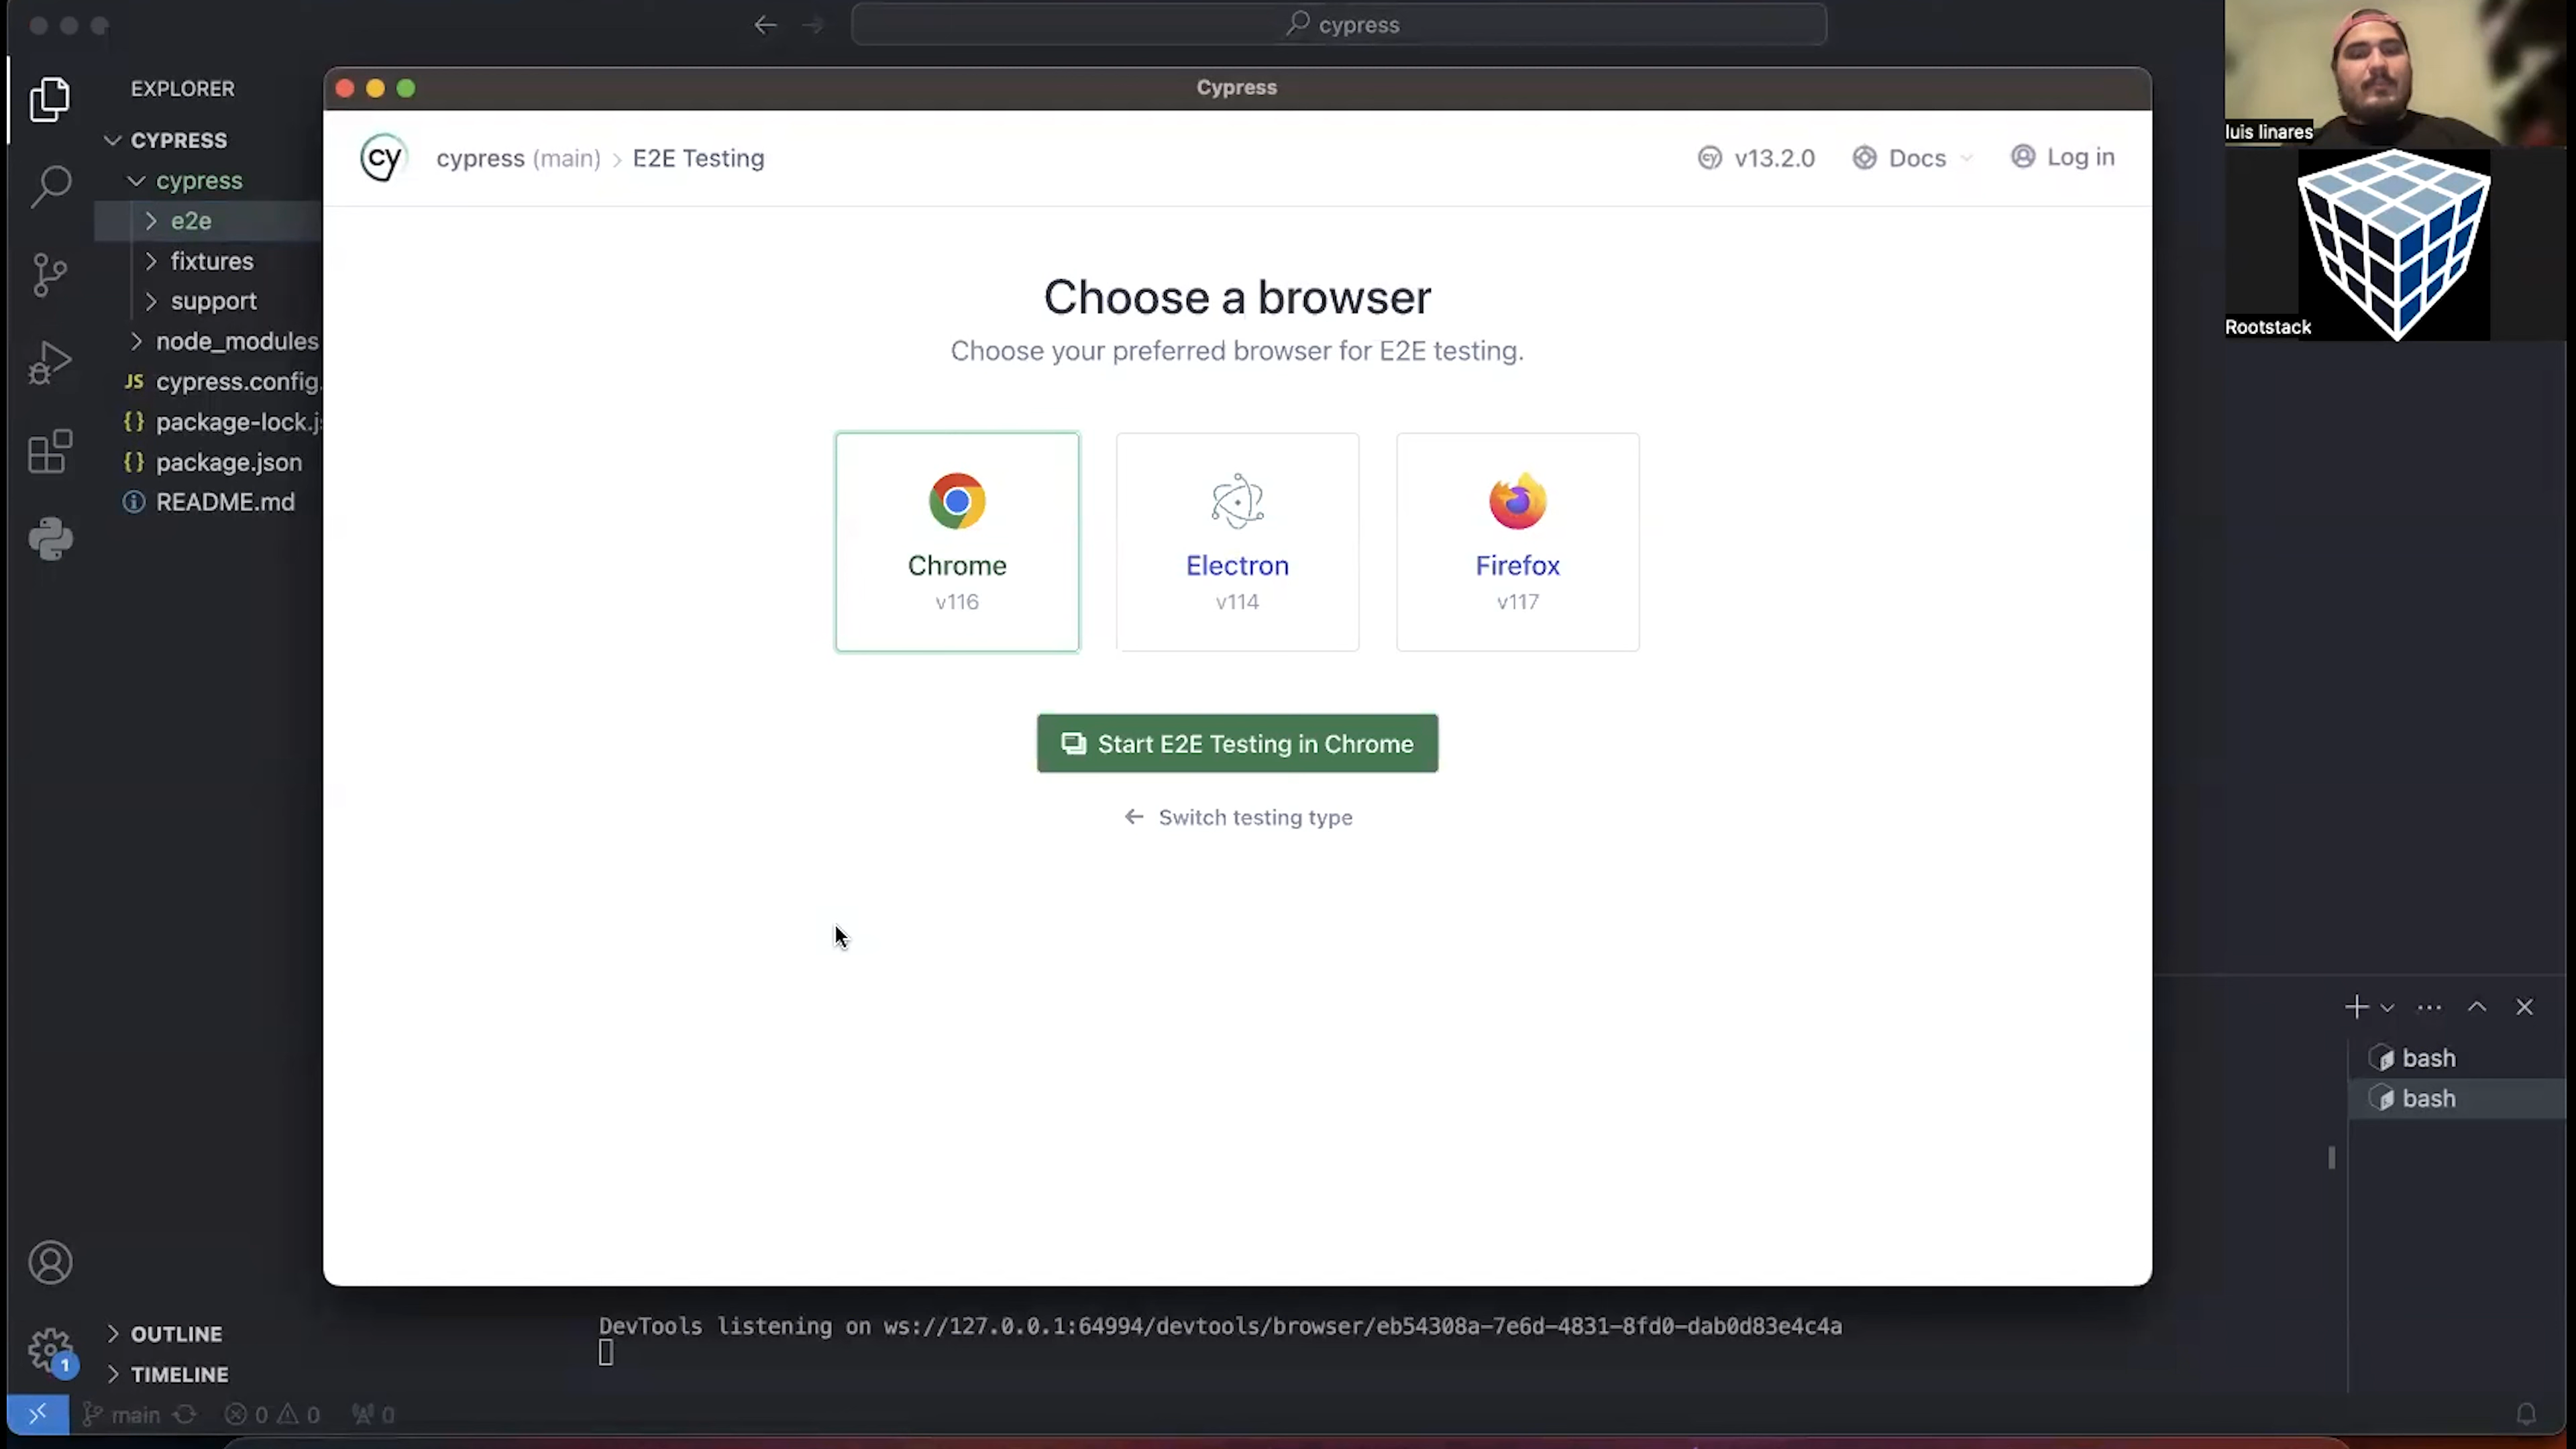 cypress
EXPLORER
CYPRESS
cypress
e2e
fixtures
support
node_modules
JS cypress.config.
{} package-lock.j
{} package.json
README.md
Cypress
cy
cypress (main) > E2E Testing
cy v13.2.0
Docs
Log in
Choose a browser
Choose your preferred browser for E2E testing.
Chrome
v116
Electron
v114
Firefox
v117
Start E2E Testing in Chrome
← Switch testing type
luis linares
Rootstack
bash
bash
DevTools listening on ws://127.0.0.1:64994/devtools/browser/eb54308a-7e6d-4831-8fd0-dab0d83e4c4a
OUTLINE
1
TIMELINE
main 0 0 0